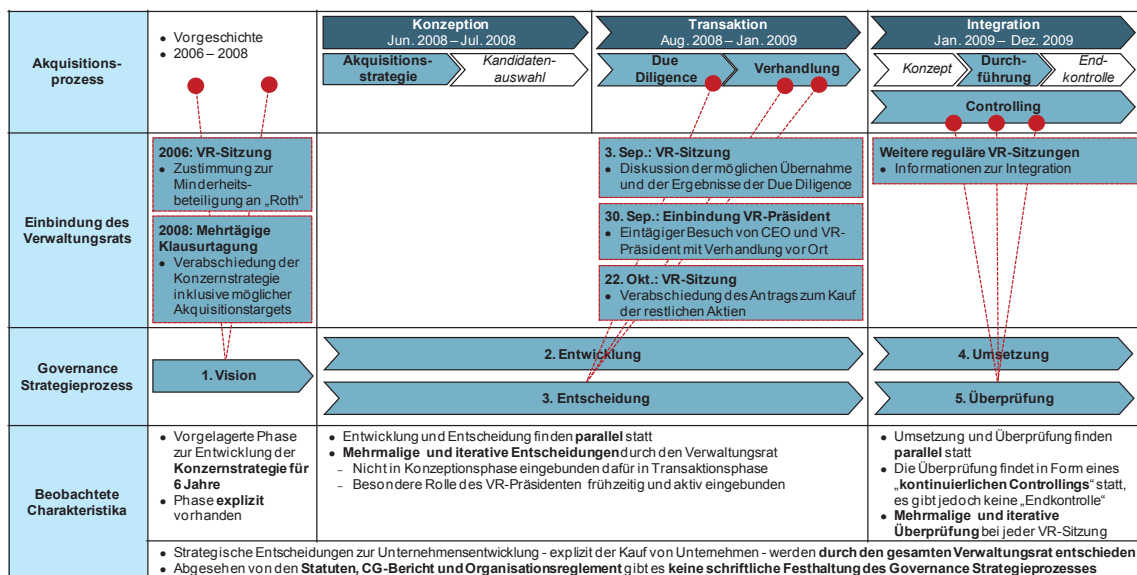 Akquisitions-
prozess
• Vorgeschichte
• 2006 – 2008
Konzeption
Jun. 2008 – Jul. 2008
Akquisitions-
strategie
Kandidaten-
auswahl
Transaktion
Aug. 2008 – Jan. 2009
Due
Diligence
Verhandlung
Integration
Jan. 2009 – Dez. 2009
Konzept
Durch-
führung
End-
kontrolle
Controlling
Einbindung des
Verwaltungsrats
2006: VR-Sitzung
• Zustimmung zur
Minderheits-
beteiligung an „Roth“
2008: Mehrtägige
Klausurtagung
• Verabschiedung der
Konzernstrategie
inklusive möglicher
Akquisitionstargets
3. Sep.: VR-Sitzung
• Diskussion der möglichen Übernahme
und der Ergebnisse der Due Diligence
30. Sep.: Einbindung VR-Präsident
• Eintägiger Besuch von CEO und VR-
Präsident mit Verhandlung vor Ort
22. Okt.: VR-Sitzung
• Verabschiedung des Antrags zum Kauf
der restlichen Aktien
Weitere reguläre VR-Sitzungen
• Informationen zur Integration
Governance
Strategieprozess
1. Vision
2. Entwicklung
3. Entscheidung
4. Umsetzung
5. Überprüfung
Beobachtete
Charakteristika
• Vorgelagerte Phase
zur Entwicklung der
Konzernstrategie für
6 Jahre
• Phase explizit
vorhanden
• Entwicklung und Entscheidung finden parallel statt
• Mehrmalige und iterative Entscheidungen durch den Verwaltungsrat
– Nicht in Konzeptionsphase eingebunden dafür in Transaktionsphase
– Besondere Rolle des VR-Präsidenten frühzeitig und aktiv eingebunden
• Umsetzung und Überprüfung finden
parallel statt
• Die Überprüfung findet in Form eines
„kontinuierlichen Controllings“ statt,
es gibt jedoch keine „Endkontrolle“
• Mehrmalige und iterative
Überprüfung bei jeder VR-Sitzung
• Strategische Entscheidungen zur Unternehmensentwicklung - explizit der Kauf von Unternehmen - werden durch den gesamten Verwaltungsrat entschieden
• Abgesehen von den Statuten, CG-Bericht und Organisationsreglement gibt es keine schriftliche Festhaltung des Governance Strategieprozesses